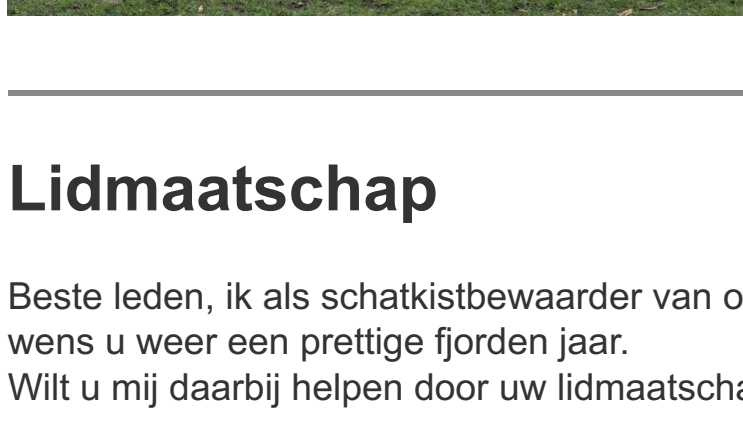 Lidmaatschap
Beste leden, ik als schatkistbewaarder van
wens u weer een prettige fjorden jaar.
Wilt u mij daarbij helpen door uw